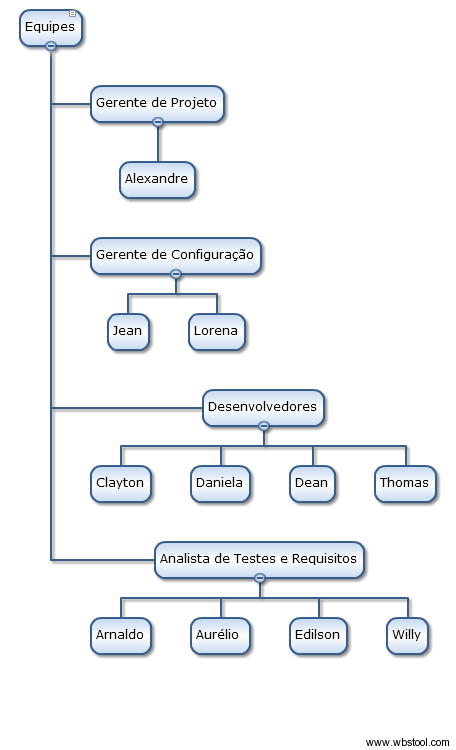 Equipes
Gerente de Projeto
Alexandre
Gerente de Configuração
Jean
Lorena
Desenvolvedores
Clayton
Daniela
Dean
Thomas
Analista de Testes e Requisitos
Arnaldo
Aurélio
Edilson
Willy
www.wbstool.com